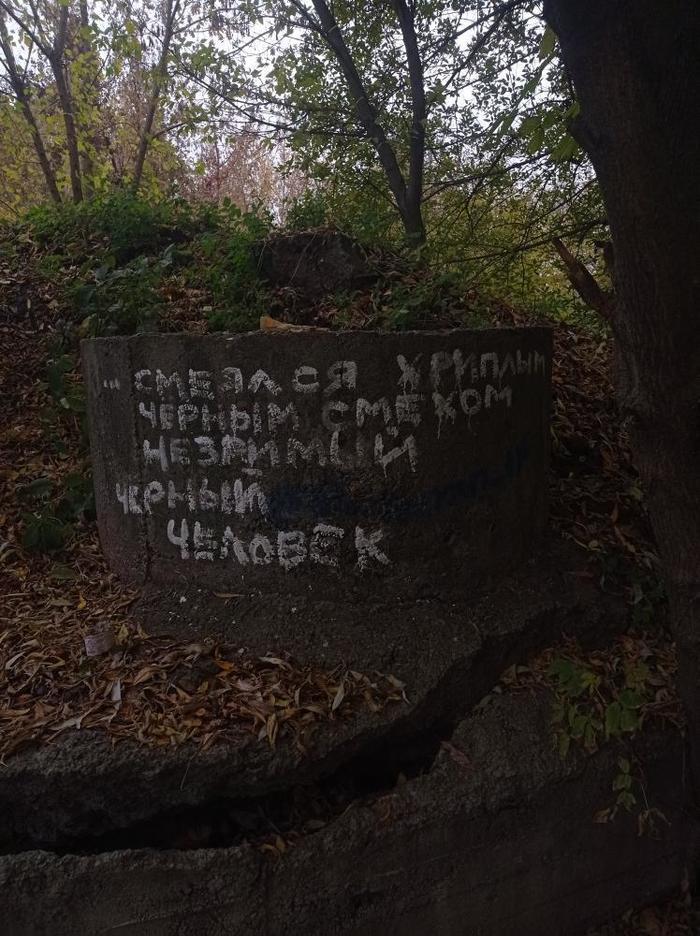 ... СМЕЯЛСЯ ХРИПЛЫМ
ЧЕРНЫМ СМЕХОМ
НЕЗРИМЫЙ
ЧЕРНЫЙ
ЧЕЛОВЕК